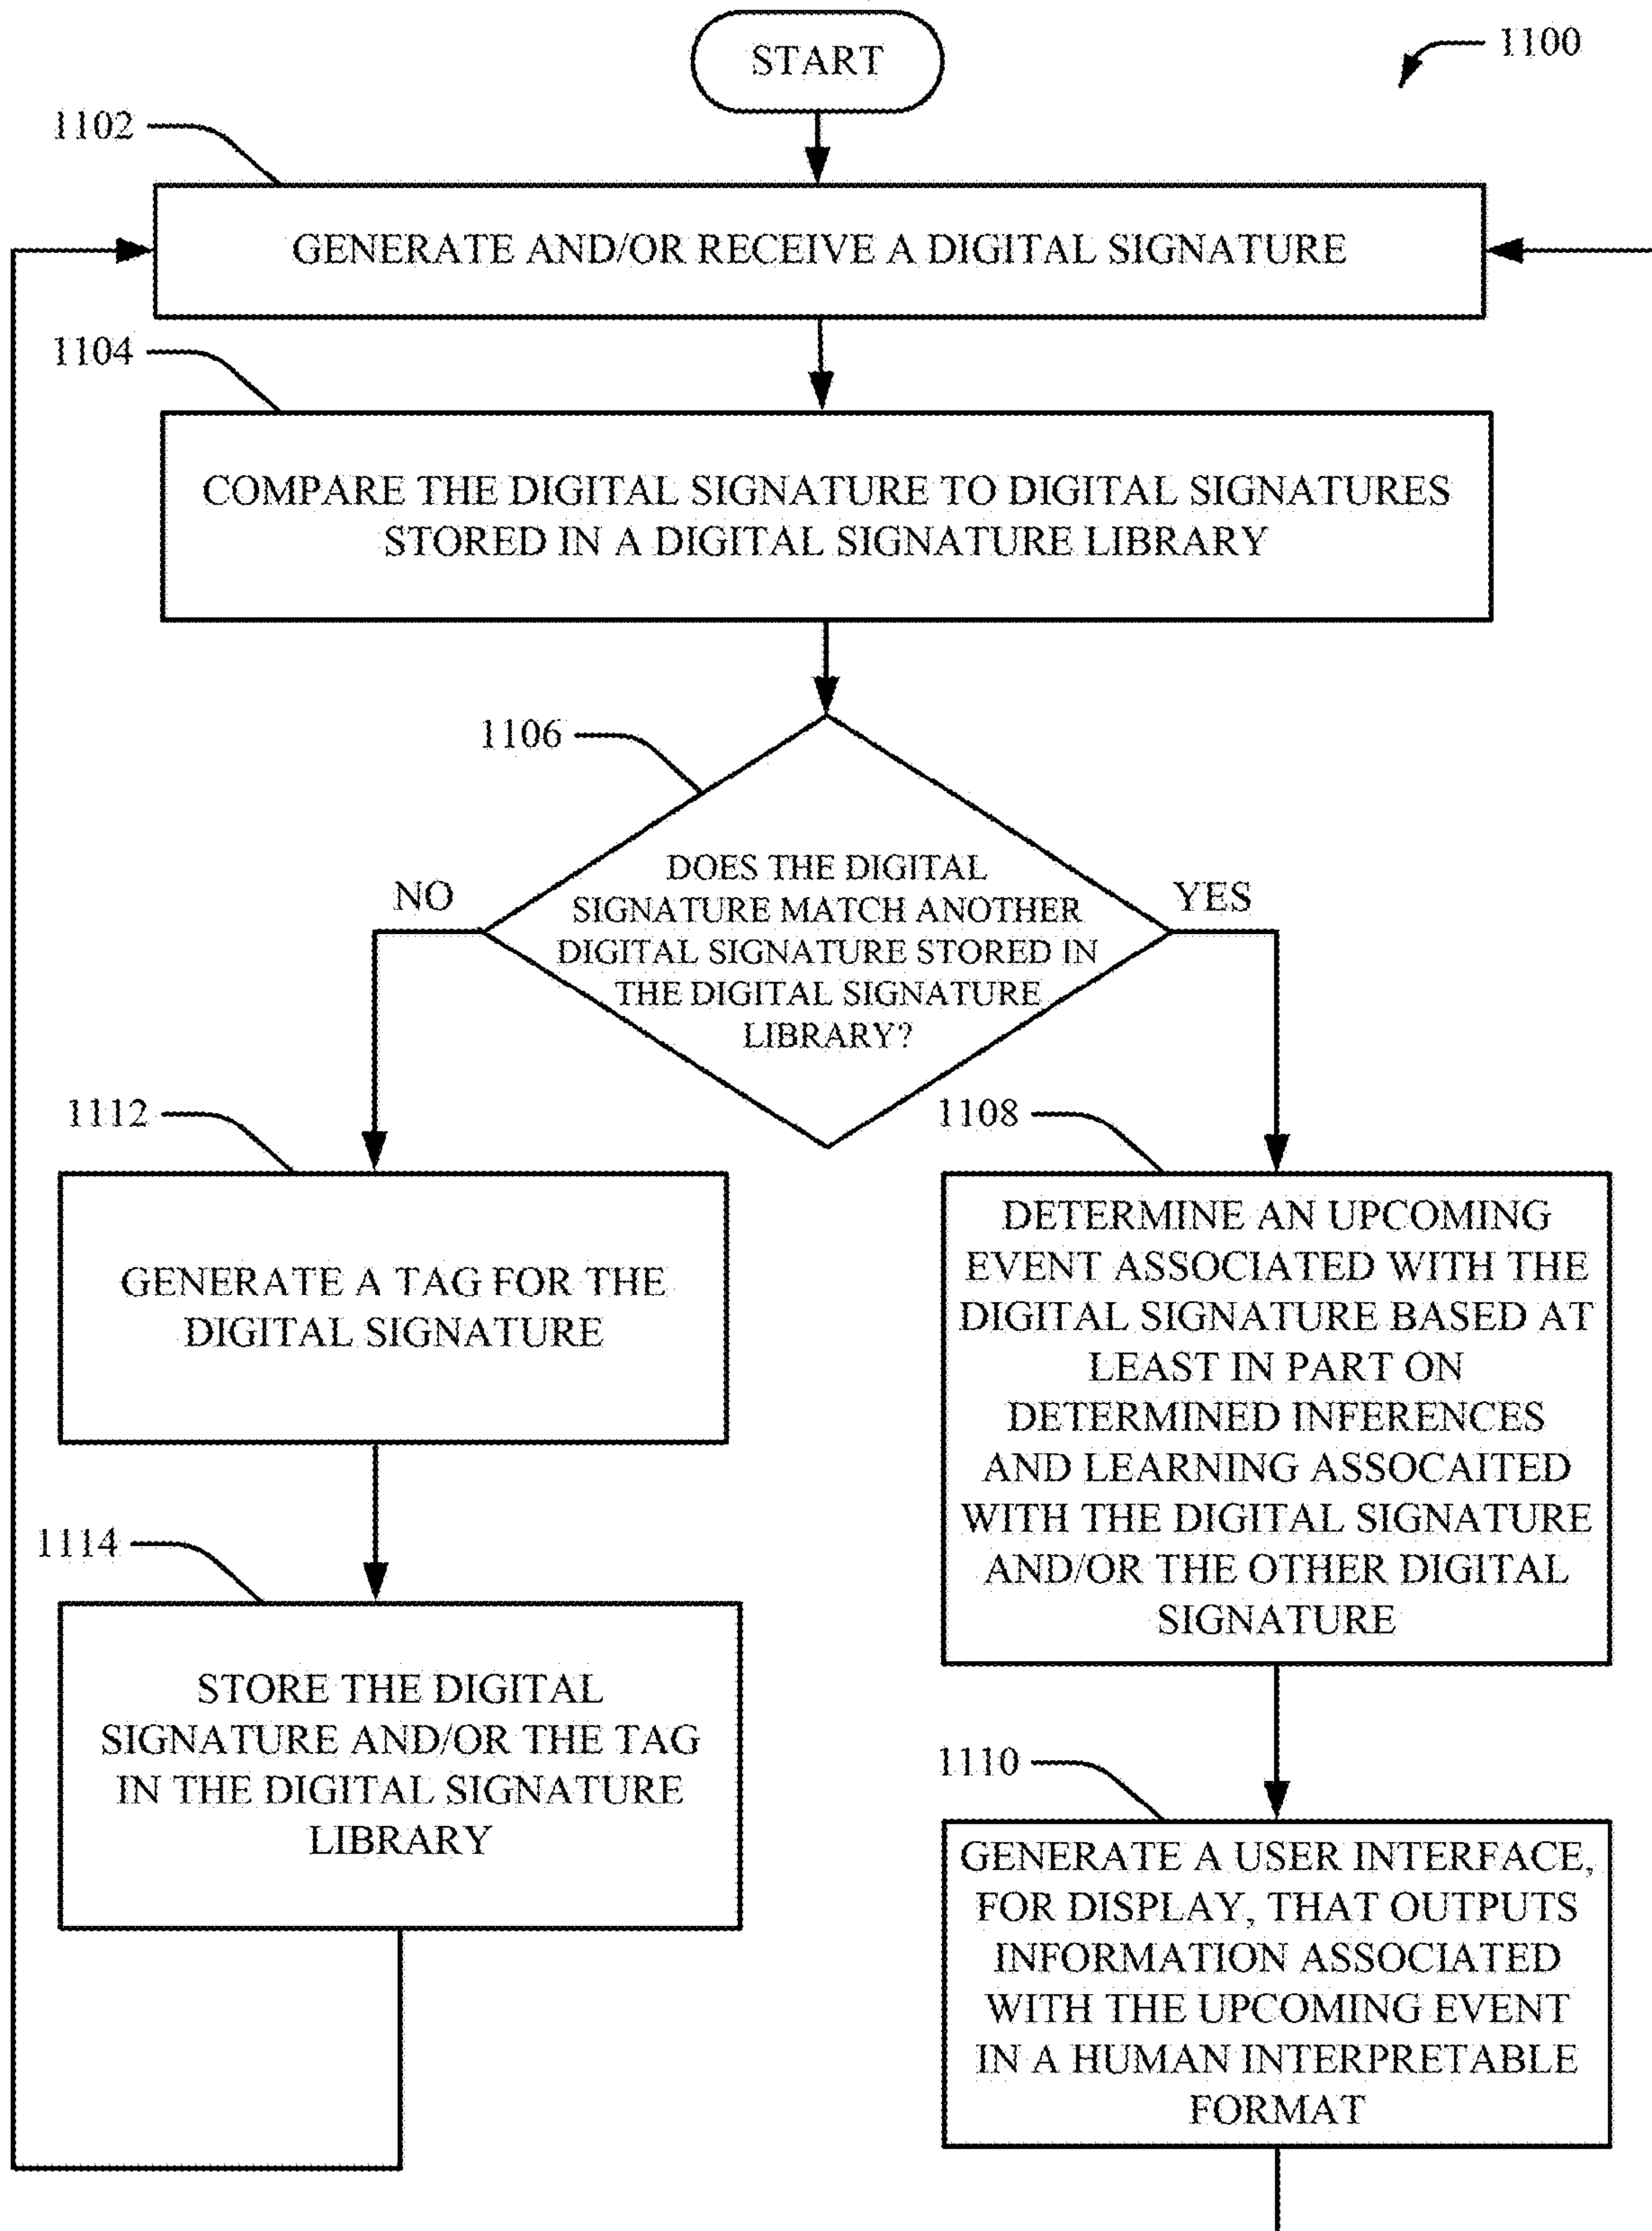 START
1100
1102
GENERATE AND/OR RECEIVE A DIGITAL SIGNATURE
1104
COMPARE THE DIGITAL SIGNATURE TO DIGITAL SIGNATURES
STORED IN A DIGITAL SIGNATURE LIBRARY
1106
DOES THE DIGITAL
SIGNATURE MATCH ANOTHER
DIGITAL SIGNATURE STORED IN
THE DIGITAL SIGNATURE
LIBRARY?
NO
YES
1112
GENERATE A TAG FOR THE
DIGITAL SIGNATURE
1114
STORE THE DIGITAL
SIGNATURE AND/OR THE TAG
IN THE DIGITAL SIGNATURE
LIBRARY
1108
DETERMINE AN UPCOMING
EVENT ASSOCIATED WITH THE
DIGITAL SIGNATURE BASED AT
LEAST IN PART ON
DETERMINED INFERENCES
AND LEARNING ASSOCAITED
WITH THE DIGITAL SIGNATURE
AND/OR THE OTHER DIGITAL
SIGNATURE
1110
GENERATE A USER INTERFACE,
FOR DISPLAY, THAT OUTPUTS
INFORMATION ASSOCIATED
WITH THE UPCOMING EVENT
IN A HUMAN INTERPRETABLE
FORMAT